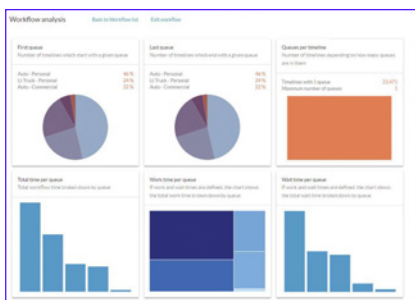 Workflow analysis Back to Workflow list Edit workflow
First queue
Number of timelines which start with a given queue
Auto - Personal 46 %
Lt Truck - Personal 24 %
Auto - Commercial 22 %
Last queue
Number of timelines which end with a given queue
Auto - Personal 46 %
Lt Truck - Personal 24 %
Auto - Commercial 22 %
Queues per timeline
Number of timelines depending on how many queues
are in them
Timelines with 1 queue
Maximum number of queues 1
Total time per queue
Total workflow time broken down by queue
Work time per queue
If work and wait times are defined, the chart shows
the total work time broken down by queue
Wait time per queue
If work and wait times are defined, the chart shows
the total wait time broken down by queue